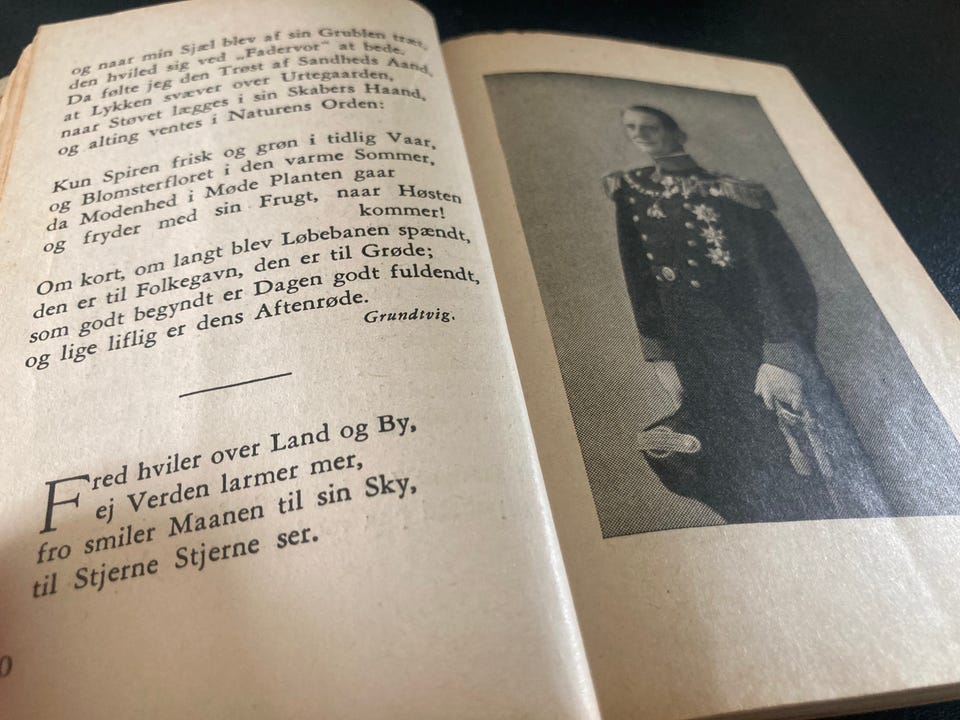 og naar min Sjæl blev af sin Grublen træt,
den hviled sig ved „Fadervor“ at bede.
Da følte jeg den Trøst af Sandheds Aand,
at Lykken svæver over Urtegaarden,
naar Støvet lægges i sin Skabers Haand,
og alting ventes i Naturens Orden:
Kun Spiren frisk og grøn i tidlig Vaar,
og Blomsterfloret i den varme Sommer,
da Modenhed i Møde Planten gaar
og fryder med sin Frugt, naar Høsten
kommer!
Om kort, om langt blev Løbebanen spændt,
den er til Folkegavn, den er til Grøde;
som godt begyndt er Dagen godt fuldendt,
og lige liflig er dens Aftenrøde.
Grundtvig.
Fred hviler over Land og By,
ej Verden larmer mer,
fro smiler Maanen til sin Sky,
til Stjerne Stjerne ser.
0